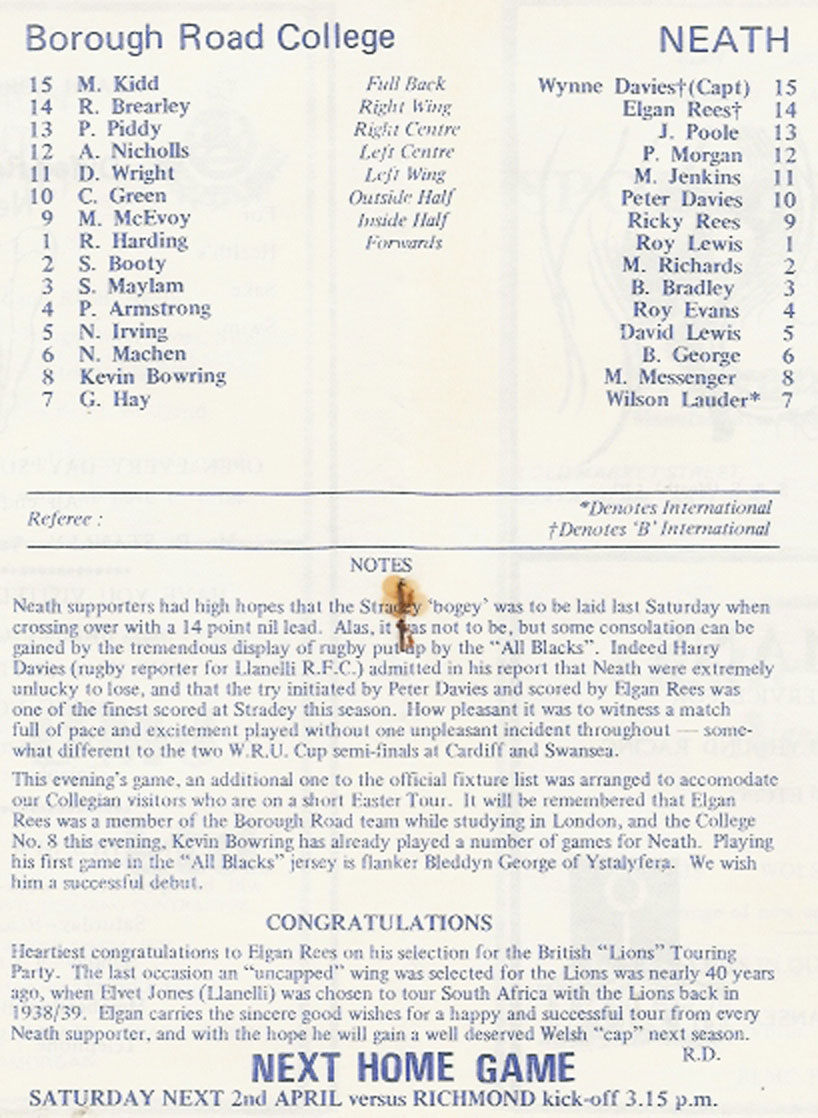 Borough Road College NEATH
15 M. Kidd Full Back Wynne Davies†(Capt) 15
14 R. Brearley Right Wing Elgan Rees† 14
13 P. Piddy Right Centre J. Poole 13
12 A. Nicholls Left Centre P. Morgan 12
11 D. Wright Left Wing M. Jenkins 11
10 C. Green Outside Half Peter Davies 10
9 M. McEvoy Inside Half Ricky Rees 9
1 R. Harding Forwards Roy Lewis 1
2 S. Booty M. Richards 2
3 S. Maylam B. Bradley 3
4 P. Armstrong Roy Evans 4
5 N. Irving David Lewis 5
6 N. Machen B. George 6
8 Kevin Bowring M. Messenger 8
7 G. Hay Wilson Lauder* 7
Referee : *Denotes International
†Denotes 'B' International
NOTES
Neath supporters had high hopes that the Stradey 'bogey' was to be laid last Saturday when
crossing over with a 14 point nil lead. Alas, it was not to be, but some consolation can be
gained by the tremendous display of rugby put up by the "All Blacks". Indeed Harry
Davies (rugby reporter for Llanelli R.F.C.) admitted in his report that Neath were extremely
unlucky to lose, and that the try initiated by Peter Davies and scored by Elgan Rees was
one of the finest scored at Stradey this season. How pleasant it was to witness a match
full of pace and excitement played without one unpleasant incident throughout — some-
what different to the two W.R.U. Cup semi-finals at Cardiff and Swansea.
This evening's game, an additional one to the official fixture list was arranged to accomodate
our Collegian visitors who are on a short Easter Tour. It will be remembered that Elgan
Rees was a member of the Borough Road team while studying in London, and the College
No. 8 this evening, Kevin Bowring has already played a number of games for Neath. Playing
his first game in the "All Blacks" jersey is flanker Bleddyn George of Ystalyfera. We wish
him a successful debut.
CONGRATULATIONS
Heartiest congratulations to Elgan Rees on his selection for the British "Lions" Touring
Party. The last occasion an "uncapped" wing was selected for the Lions was nearly 40 years
ago, when Elvet Jones (Llanelli) was chosen to tour South Africa with the Lions back in
1938/39. Elgan carries the sincere good wishes for a happy and successful tour from every
Neath supporter, and with the hope he will gain a well deserved Welsh "cap" next season.
R.D.
NEXT HOME GAME
SATURDAY NEXT 2nd APRIL versus RICHMOND kick-off 3.15 p.m.